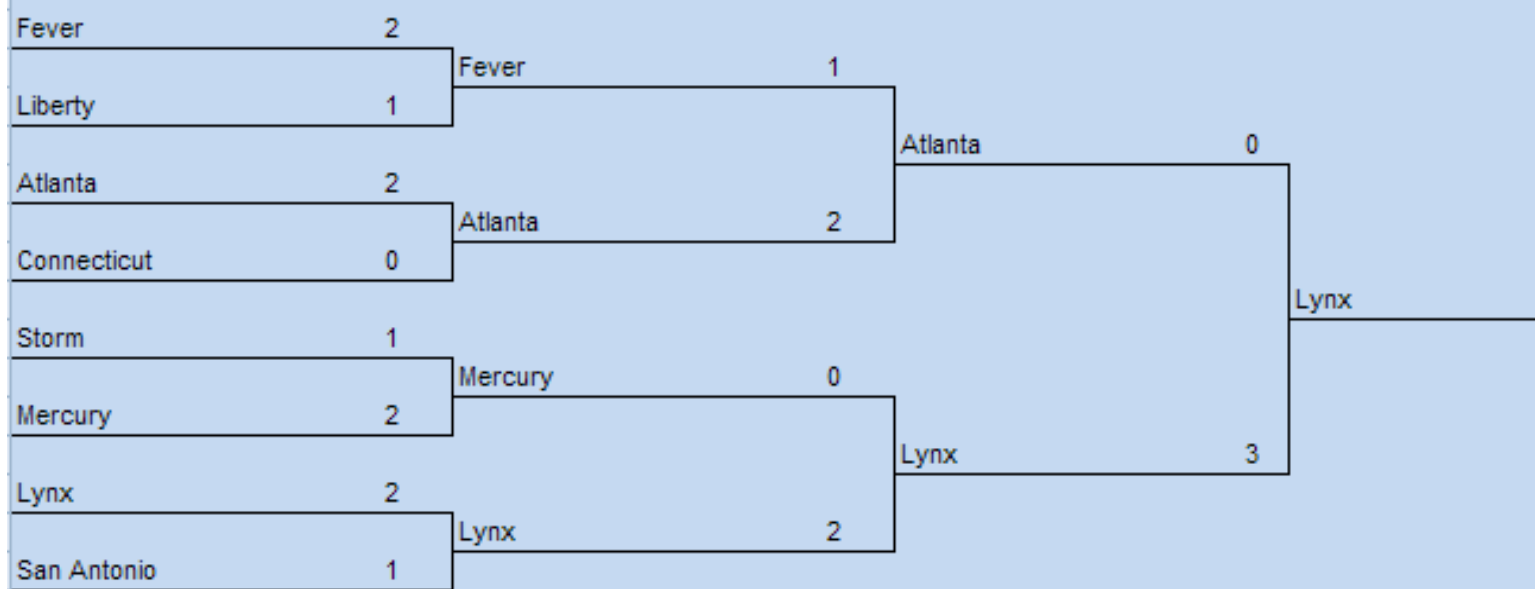 Fever 2
Fever 1
Liberty 1
Atlanta 0
Atlanta 2
Atlanta 2
Connecticut 0
Lynx
Storm 1
Mercury 0
Mercury 2
Lynx 3
Lynx 2
Lynx 2
San Antonio 1